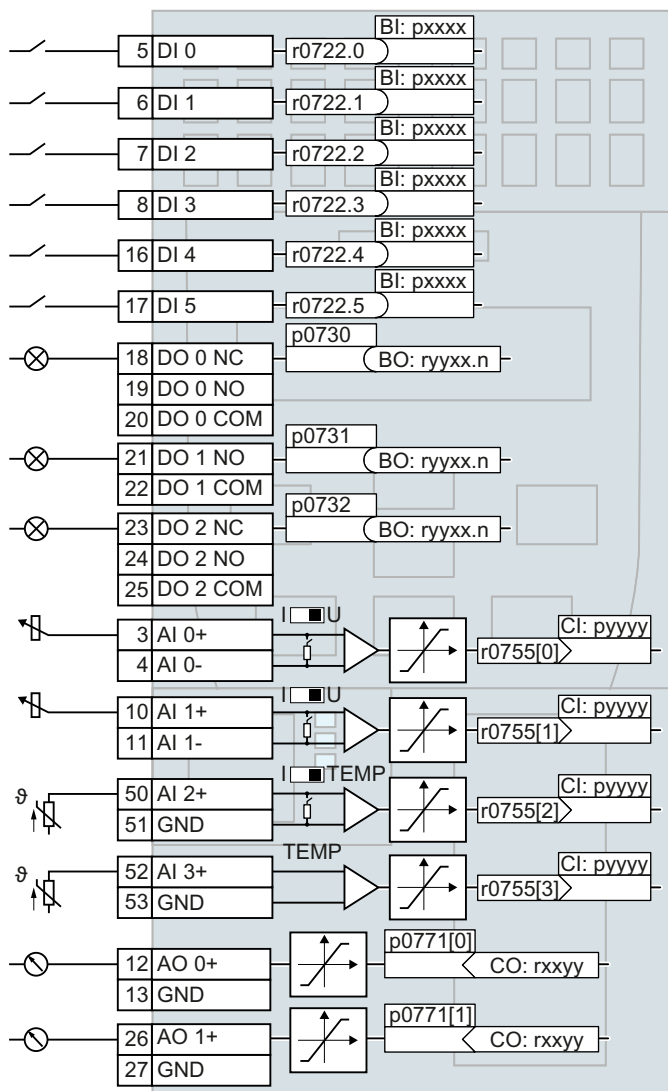 BI: pxxxx
5 DI 0 r0722.0
BI: pxxxx
6 DI 1 r0722.1
BI: pxxxx
7 DI 2 r0722.2
BI: pxxxx
8 DI 3 r0722.3
BI: pxxxx
16 DI 4 r0722.4
BI: pxxxx
17 DI 5 r0722.5
p0730
18 DO 0 NC BO: ryyxx.n
19 DO 0 NO
20 DO 0 COM
p0731
21 DO 1 NO BO: ryyxx.n
22 DO 1 COM
p0732
23 DO 2 NC BO: ryyxx.n
24 DO 2 NO
25 DO 2 COM
I U
CI: pyyyy
3 AI 0+
r0755[0]
4 AI 0-
I U
CI: pyyyy
10 AI 1+
r0755[1]
11 AI 1-
I TEMP
CI: pyyyy
ϑ
50 AI 2+
r0755[2]
51 GND
TEMP
CI: pyyyy
ϑ
52 AI 3+
r0755[3]
53 GND
p0771[0]
12 AO 0+ CO: rxxyy
13 GND
p0771[1]
26 AO 1+ CO: rxxyy
27 GND